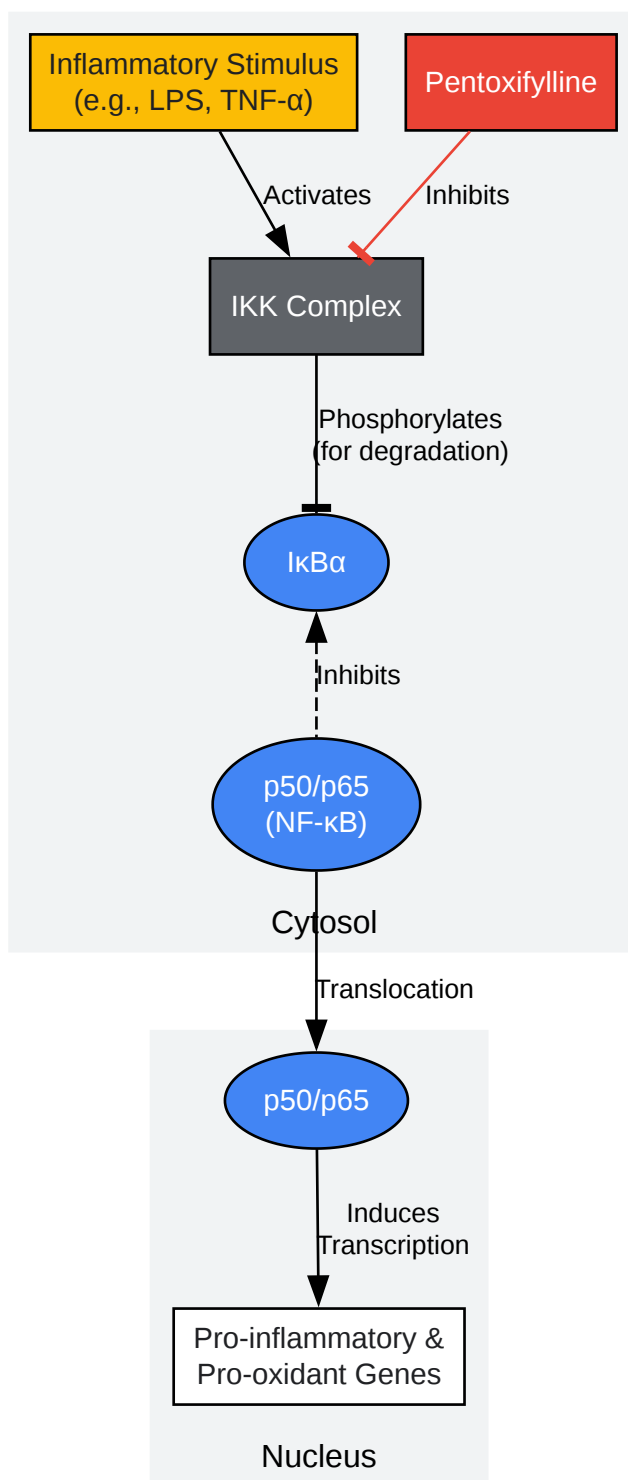 Inflammatory Stimulus
(e.g., LPS, TNF-α)
Pentoxifylline
Activates
Inhibits
IKK Complex
Phosphorylates
(for degradation)
IκBα
Inhibits
p50/p65
(NF-κB)
Cytosol
Translocation
p50/p65
Induces
Transcription
Pro-inflammatory &
Pro-oxidant Genes
Nucleus